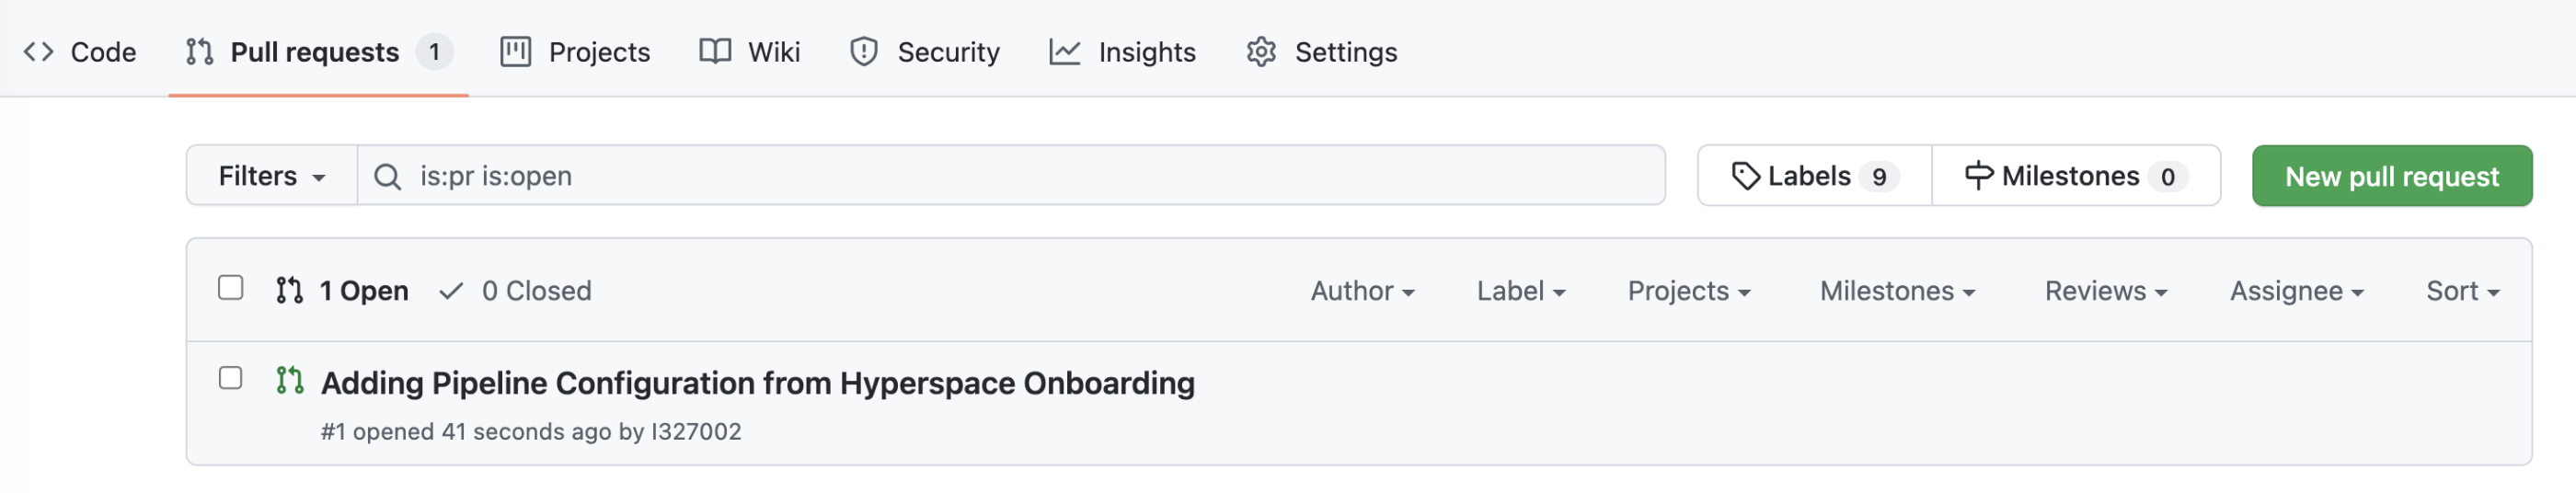 Code Pull requests 1 Projects Wiki Security Insights Settings
Filters is:pr is:open Labels 9 Milestones 0 New pull request
1 Open 0 Closed Author Label Projects Milestones Reviews Assignee Sort
Adding Pipeline Configuration from Hyperspace Onboarding
#1 opened 41 seconds ago by I327002